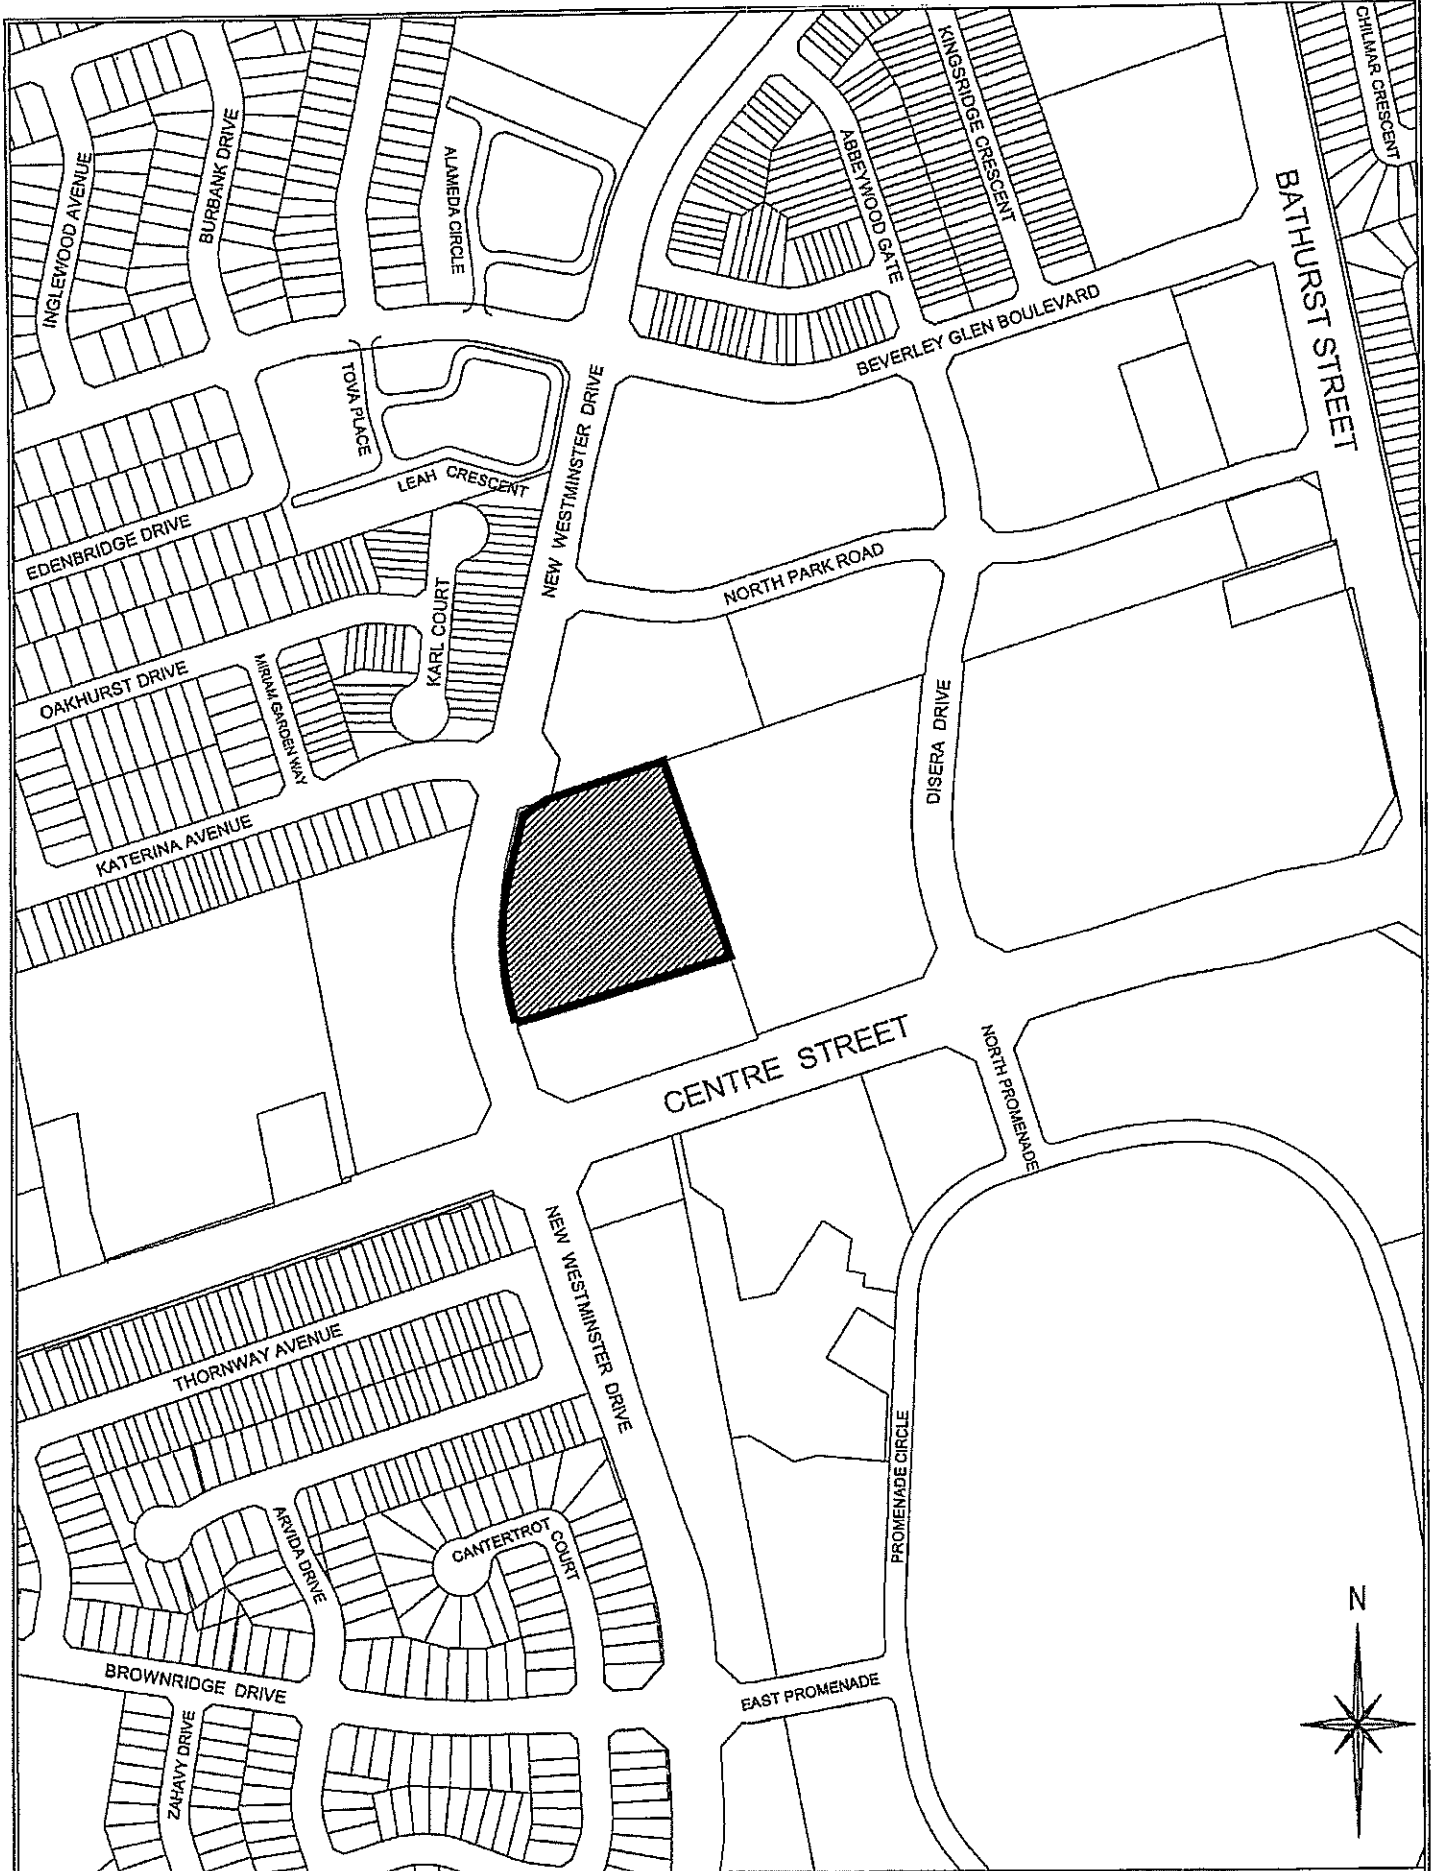 CHILMAR CRESCENT
KINGSRIDGE CRESCENT
ABBEYWOOD GATE
BATHURST STREET
INGLEWOOD AVENUE
BURBANK DRIVE
ALAMEDA CIRCLE
BEVERLEY GLEN BOULEVARD
TOVA PLACE
NEW WESTMINSTER DRIVE
LEAH CRESCENT
EDENBRIDGE DRIVE
NORTH PARK ROAD
KARL COURT
OAKHURST DRIVE
MIRIAM GARDEN WAY
DISERA DRIVE
KATERINA AVENUE
CENTRE STREET
NORTH PROMENADE
NEW WESTMINSTER DRIVE
THORNWAY AVENUE
PROMENADE CIRCLE
ARVIDA DRIVE
CANTERTROT COURT
N
BROWNRIDGE DRIVE
EAST PROMENADE
ZAHAVY DRIVE